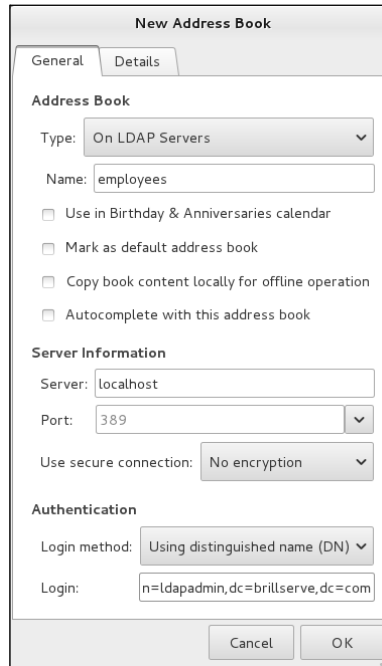 New Address Book
General Details
Address Book
Type: On LDAP Servers
Name: employees
Use in Birthday & Anniversaries calendar
Mark as default address book
Copy book content locally for offline operation
Autocomplete with this address book
Server Information
Server: localhost
Port: 389
Use secure connection: No encryption
Authentication
Login method: Using distinguished name (DN)
Login: n=ldapadmin,dc=brillserve,dc=com
Cancel OK